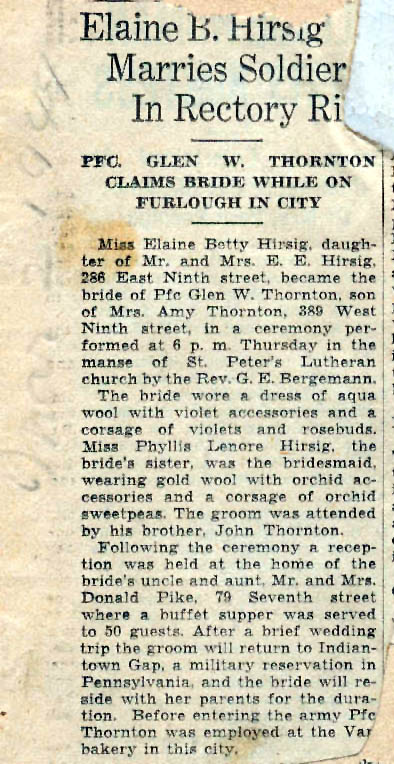 Elaine B. Hirsig
Marries Soldier
In Rectory Ri
PFC. GLEN W. THORNTON
CLAIMS BRIDE WHILE ON
FURLOUGH IN CITY
Miss Elaine Betty Hirsig, daugh-
ter of Mr. and Mrs. E. E. Hirsig,
286 East Ninth street, became the
bride of Pfc Glen W. Thornton, son
of Mrs. Amy Thornton, 389 West
Ninth street, in a ceremony per-
formed at 6 p. m. Thursday in the
manse of St. Peter's Lutheran
church by the Rev. G. E. Bergemann.
The bride wore a dress of aqua
wool with violet accessories and a
corsage of violets and rosebuds.
Miss Phyllis Lenore Hirsig, the
bride's sister, was the bridesmaid,
wearing gold wool with orchid ac-
cessories and a corsage of orchid
sweetpeas. The groom was attended
by his brother, John Thornton.
Following the ceremony a recep-
tion was held at the home of the
bride's uncle and aunt, Mr. and Mrs.
Donald Pike, 79 Seventh street
where a buffet supper was served
to 50 guests. After a brief wedding
trip the groom will return to Indian-
town Gap, a military reservation in
Pennsylvania, and the bride will re-
side with her parents for the dura-
tion. Before entering the army Pfc
Thornton was employed at the Van
bakery in this city.